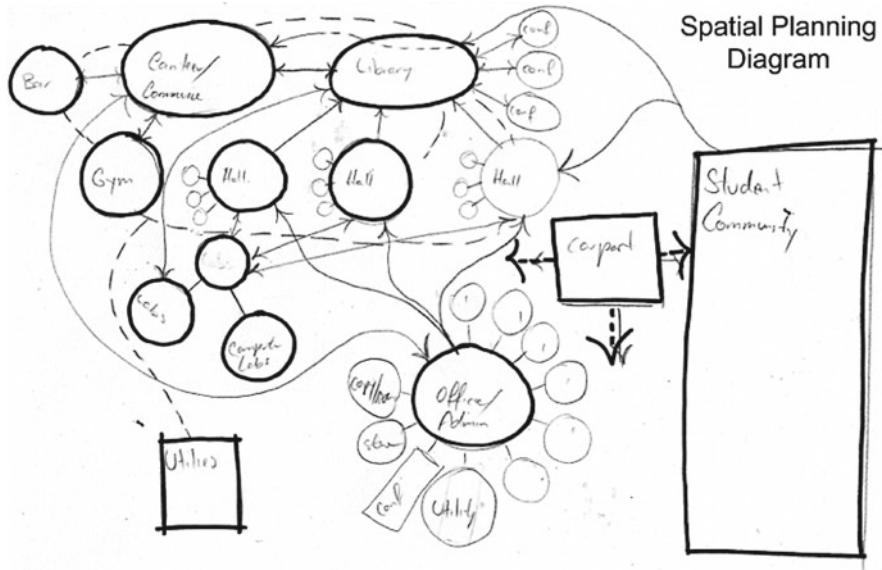 Spatial Planning
Diagram
Bar
Canteen/
Commune
Library
conf
conf
conf
Gym
Hall
Hall
Hall
Student
Community
Carport
Labs
Computer
Labs
Office/
Admin
conf
Utility
Utilities